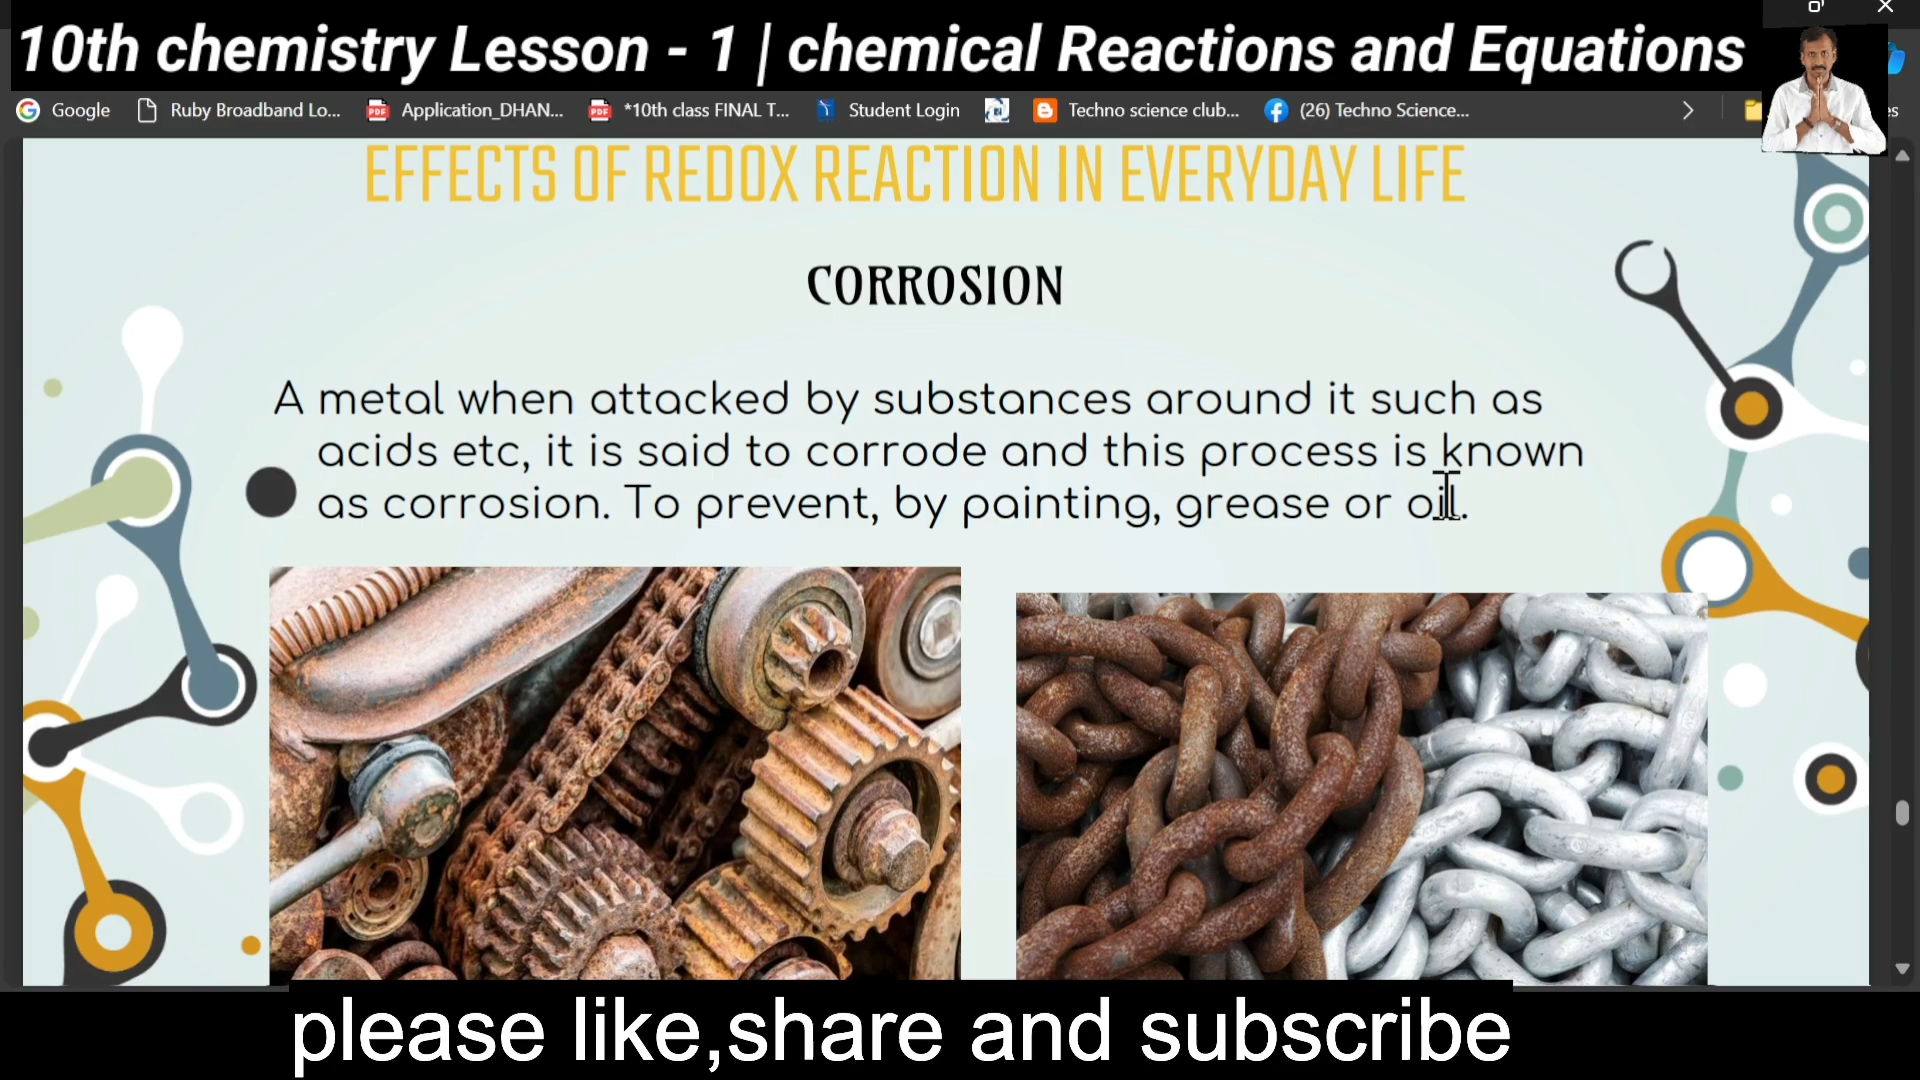 10th chemistry Lesson - 1 | chemical Reactions and Equations
Google
Ruby Broadband Lo...
PDF
Application_DHAN...
PDF
*10th class FINAL T...
Student Login
Techno science club...
(26) Techno Science...
es
EFFECTS OF REDOX REACTION IN EVERYDAY LIFE
CORROSION
A metal when attacked by substances around it such as
acids etc, it is said to corrode and this process is known
as corrosion. To prevent, by painting, grease or oil.
please like,share and subscribe